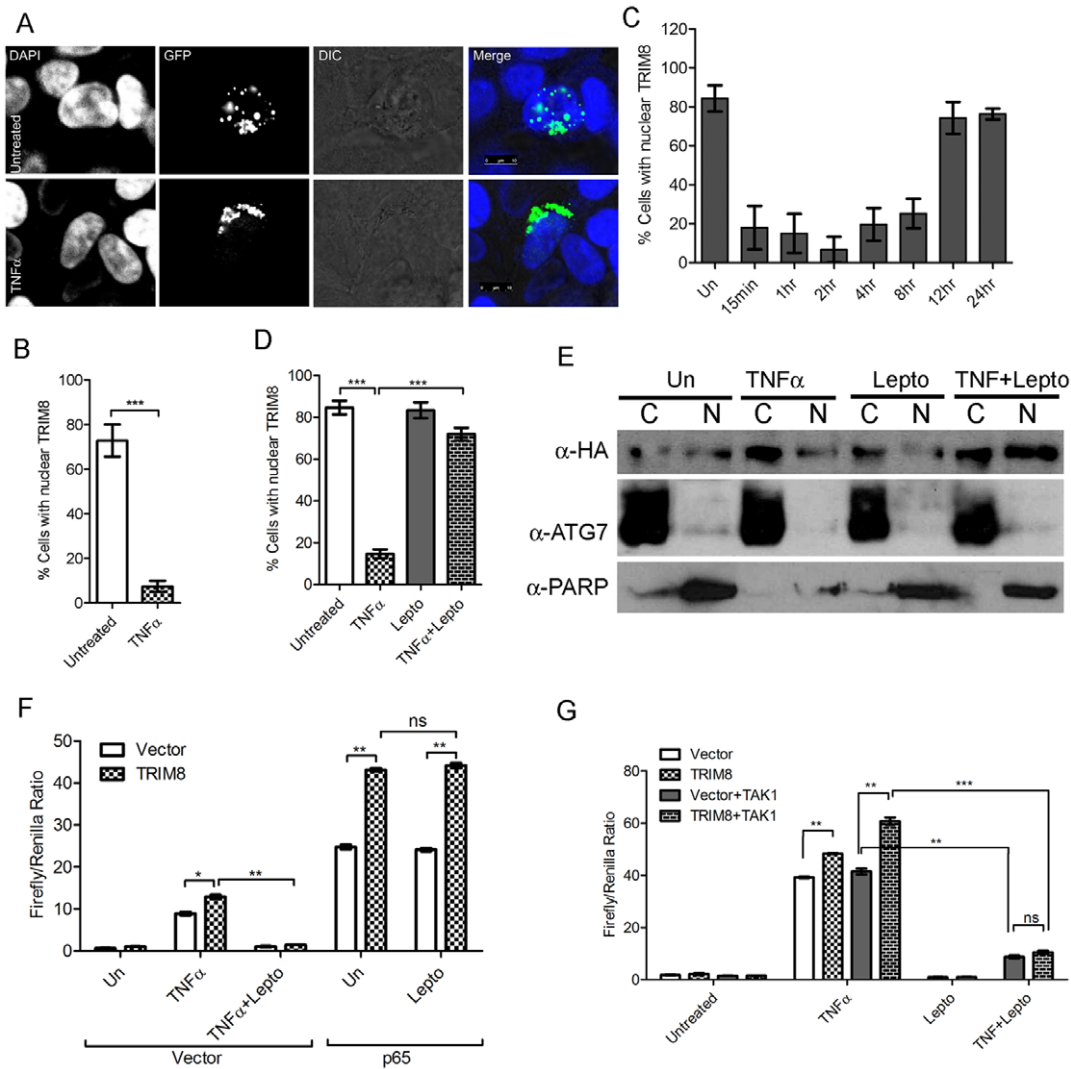 A
DAPI
GFP
DIC
Merge
Untreated
TNFα
C
% Cells with nuclear TRIM8
120
100
80
60
40
20
0
Un
15min
1hr
2hr
4hr
8hr
12hr
24hr
B
% Cells with nuclear TRIM8
100
80
60
40
20
0
***
Untreated
TNFα
D
% Cells with nuclear TRIM8
100
80
60
40
20
0
*** ***
Untreated
TNFα
Lepto
TNFα+Lepto
E
Un TNFα Lepto TNF+Lepto
C N C N C N C N
α-HA
α-ATG7
α-PARP
F
Firefly/Renilla Ratio
50
40
30
20
10
0
Vector
TRIM8
* **
** ns **
Un
TNFα
TNFα+Lepto
Un
Lepto
Vector
p65
G
Firefly/Renilla Ratio
80
60
40
20
0
Vector
TRIM8
Vector+TAK1
TRIM8+TAK1
** ** ***
**
ns
Untreated
TNFα
Lepto
TNF+Lepto